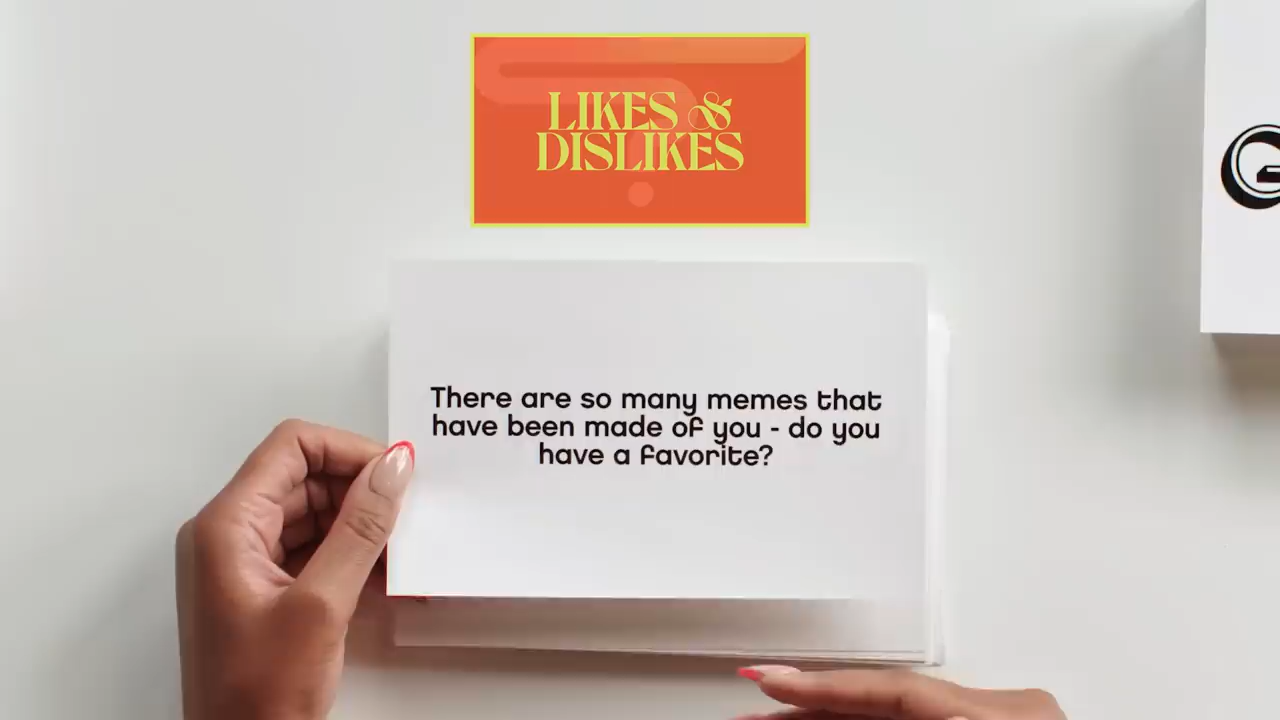 LIKES &
DISLIKES
There are so many memes that
have been made of you - do you
have a favorite?